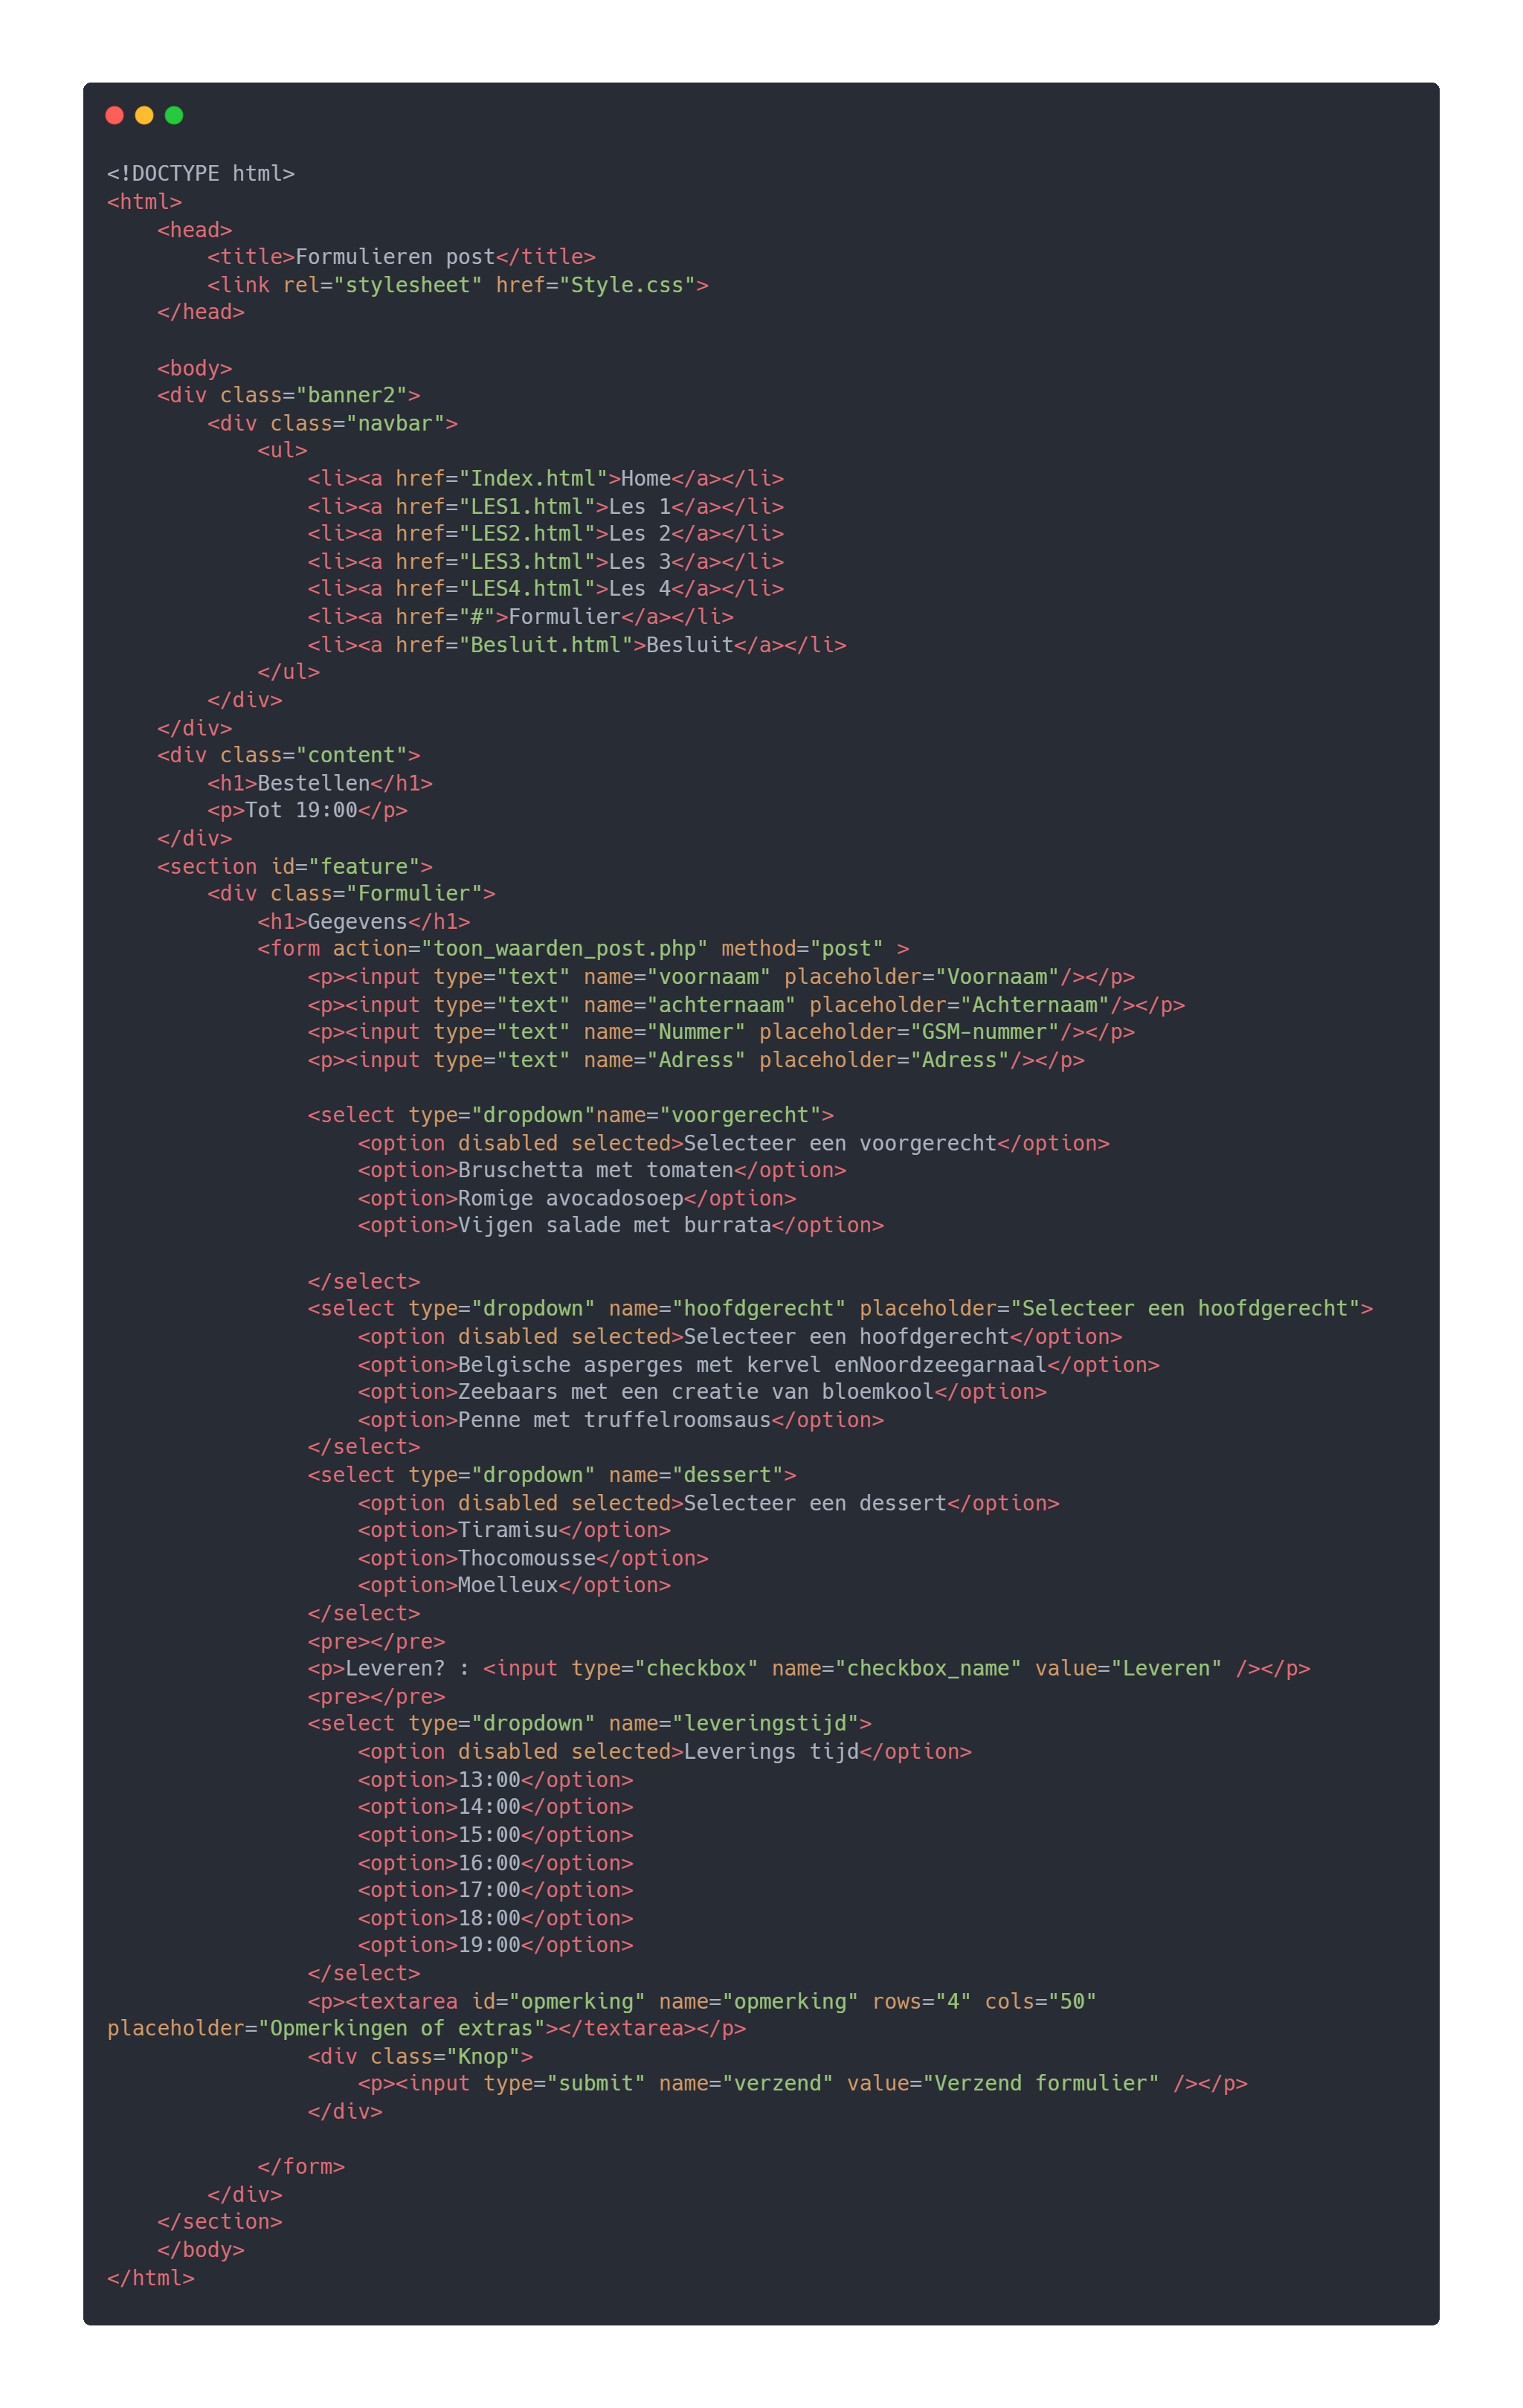 <!DOCTYPE html>
<html>
    <head>
        <title>Formulieren post</title>
        <link rel="stylesheet" href="Style.css">
    </head>

    <body>
    <div class="banner2">
        <div class="navbar">
            <ul>
                <li><a href="Index.html">Home</a></li>
                <li><a href="LES1.html">Les 1</a></li>
                <li><a href="LES2.html">Les 2</a></li>
                <li><a href="LES3.html">Les 3</a></li>
                <li><a href="LES4.html">Les 4</a></li>
                <li><a href="#">Formulier</a></li>
                <li><a href="Besluit.html">Besluit</a></li>
            </ul>
        </div>
    </div>
    <div class="content">
        <h1>Bestellen</h1>
        <p>Tot 19:00</p>
    </div>
    <section id="feature">
        <div class="Formulier">
            <h1>Gegevens</h1>
            <form action="toon_waarden_post.php" method="post" >
                <p><input type="text" name="voornaam" placeholder="Voornaam"/></p>
                <p><input type="text" name="achternaam" placeholder="Achternaam"/></p>
                <p><input type="text" name="Nummer" placeholder="GSM-nummer"/></p>
                <p><input type="text" name="Adress" placeholder="Adress"/></p>

                <select type="dropdown"name="voorgerecht">
                    <option disabled selected>Selecteer een voorgerecht</option>
                    <option>Bruschetta met tomaten</option>
                    <option>Romige avocadosoep</option>
                    <option>Vijgen salade met burrata</option>

                </select>
                <select type="dropdown" name="hoofdgerecht" placeholder="Selecteer een hoofdgerecht">
                    <option disabled selected>Selecteer een hoofdgerecht</option>
                    <option>Belgische asperges met kervel enNoordzeegarnaal</option>
                    <option>Zeebaars met een creatie van bloemkool</option>
                    <option>Penne met truffelroomsaus</option>
                </select>
                <select type="dropdown" name="dessert">
                    <option disabled selected>Selecteer een dessert</option>
                    <option>Tiramisu</option>
                    <option>Thocomousse</option>
                    <option>Moelleux</option>
                </select>
                <pre></pre>
                <p>Leveren? : <input type="checkbox" name="checkbox_name" value="Leveren" /></p>
                <pre></pre>
                <select type="dropdown" name="leveringstijd">
                    <option disabled selected>Leverings tijd</option>
                    <option>13:00</option>
                    <option>14:00</option>
                    <option>15:00</option>
                    <option>16:00</option>
                    <option>17:00</option>
                    <option>18:00</option>
                    <option>19:00</option>
                </select>
                <p><textarea id="opmerking" name="opmerking" rows="4" cols="50"
placeholder="Opmerkingen of extras"></textarea></p>
                <div class="Knop">
                    <p><input type="submit" name="verzend" value="Verzend formulier" /></p>
                </div>

            </form>
        </div>
    </section>
    </body>
</html>